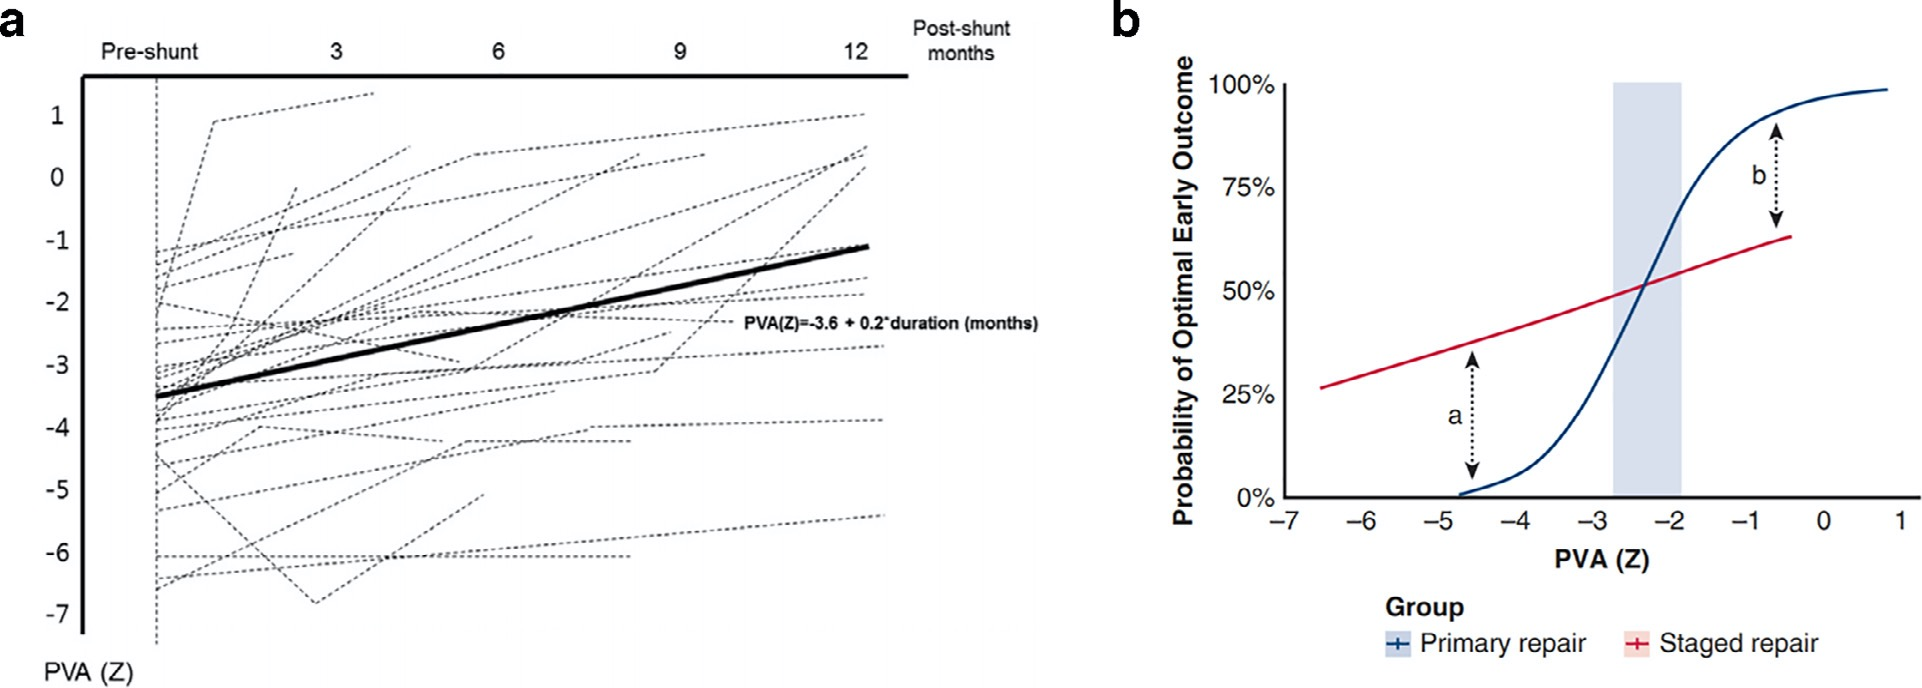 a
Pre-shunt 3 6 9 12 Post-shunt months
1
0
-1
-2
-3
-4
-5
-6
-7
PVA(Z)=-3.6 + 0.2*duration (months)
PVA (Z)
b
Probability of Optimal Early Outcome
100%
75%
50%
25%
0%
a
b
–7 –6 –5 –4 –3 –2 –1 0 1
PVA (Z)
Group
Primary repair Staged repair